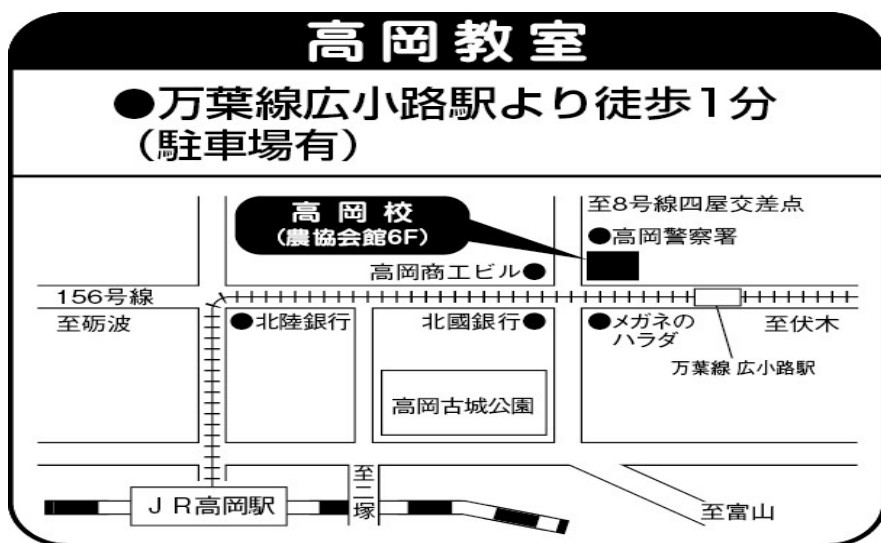 高岡教室
●万葉線広小路駅より徒歩1分
（駐車場有）
高岡校
（農協会館6F）
至8号線四屋交差点
●高岡警察署
高岡商工ビル●
156号線
至砺波
●北陸銀行
北國銀行●
●メガネの
ハラダ
至伏木
万葉線 広小路駅
高岡古城公園
JR高岡駅
至二塚
至富山